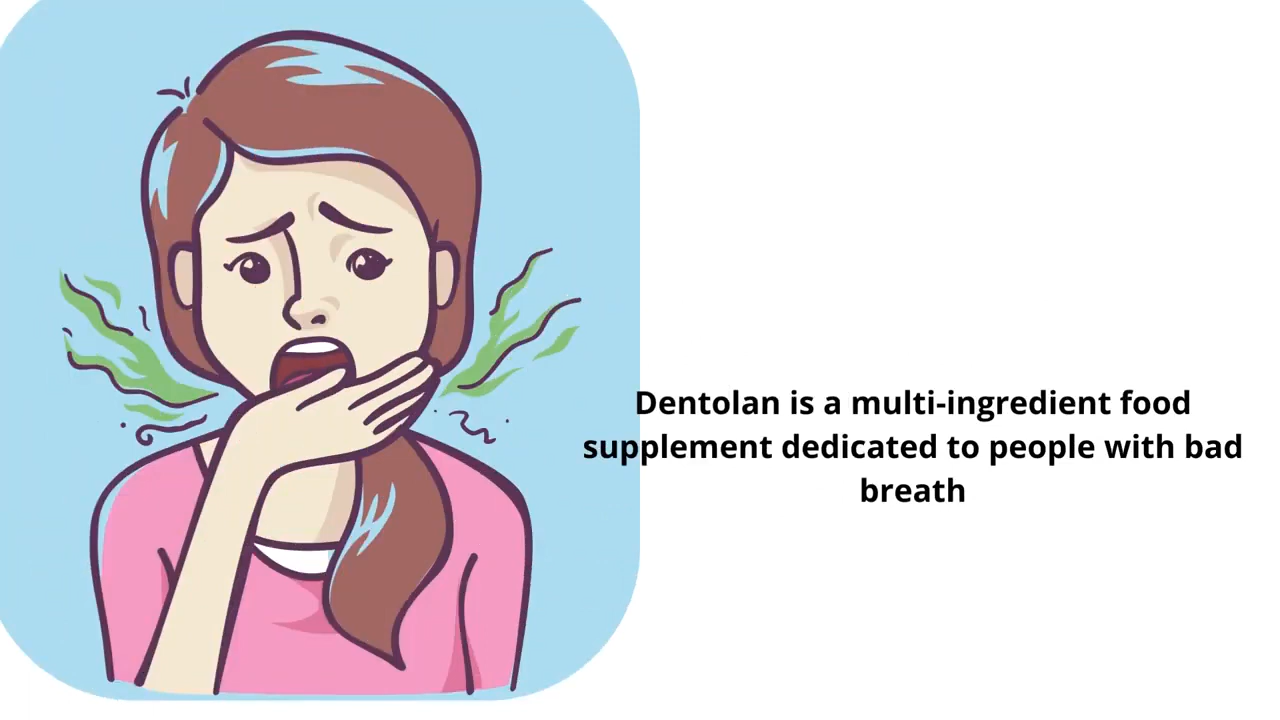 Dentolan is a multi-ingredient food
supplement dedicated to people with bad
breath